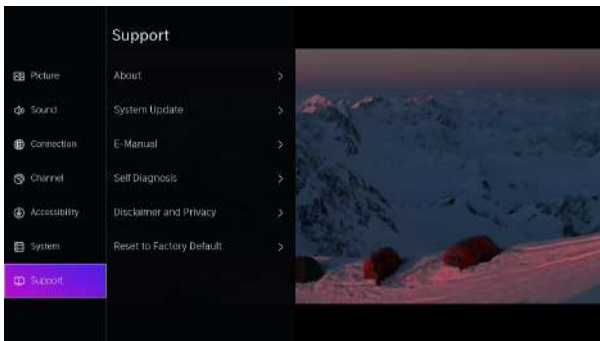 Support
Picture
Sound
Connection
Channel
Accessibility
System
Support
About
System Update
E-Manual
Self Diagnosis
Disclaimer and Privacy
Reset to Factory Default